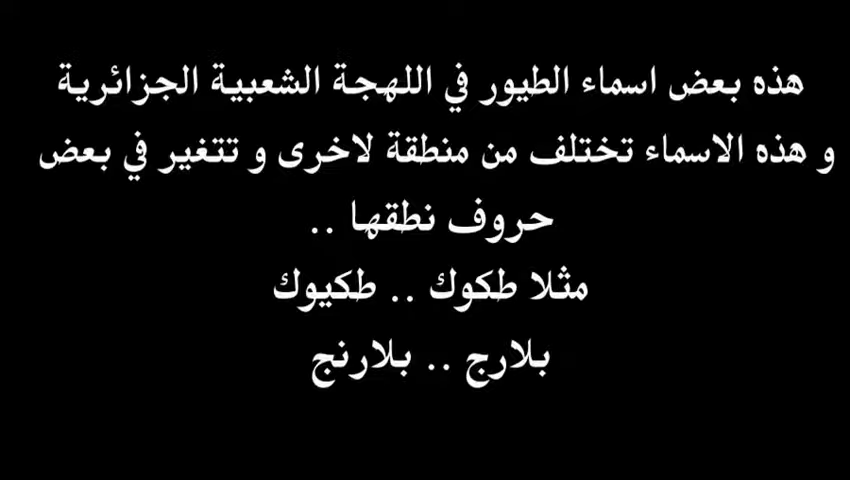 هذه بعض اسماء الطيور في اللهجة الشعبية الجزائرية
و هذه الاسماء تختلف من منطقة لاخرى و تتغير في بعض
حروف نطقها ..
مثلا طكوك .. طكيوك
بلارج .. بلارنج